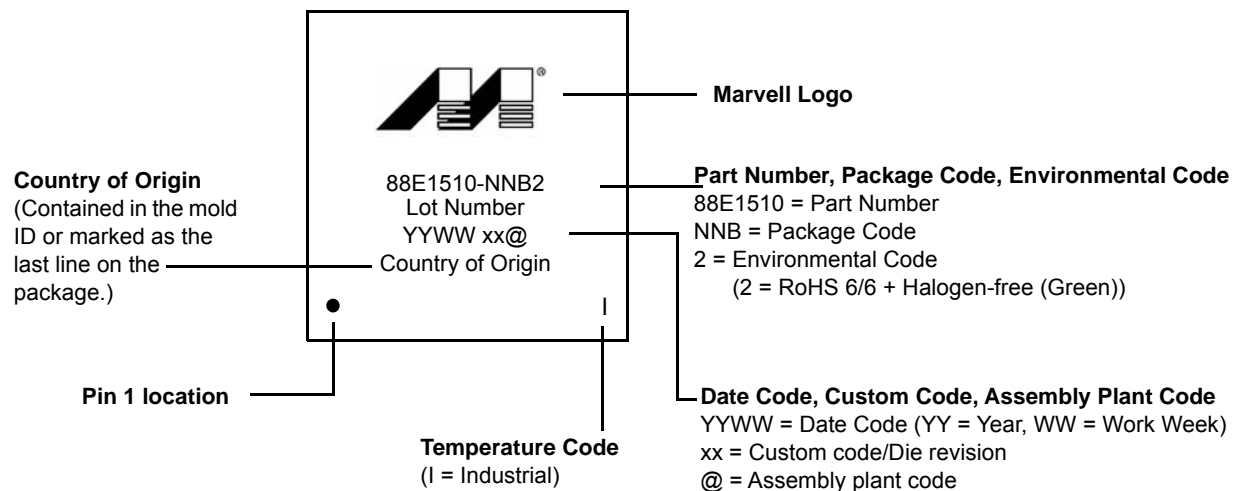 ®
Marvell Logo
Country of Origin
(Contained in the mold
ID or marked as the
last line on the
package.)
88E1510-NNB2
Lot Number
YYWW xx@
Country of Origin
I
Part Number, Package Code, Environmental Code
88E1510 = Part Number
NNB = Package Code
2 = Environmental Code
(2 = RoHS 6/6 + Halogen-free (Green))
Pin 1 location
Temperature Code
(I = Industrial)
Date Code, Custom Code, Assembly Plant Code
YYWW = Date Code (YY = Year, WW = Work Week)
xx = Custom code/Die revision
@ = Assembly plant code